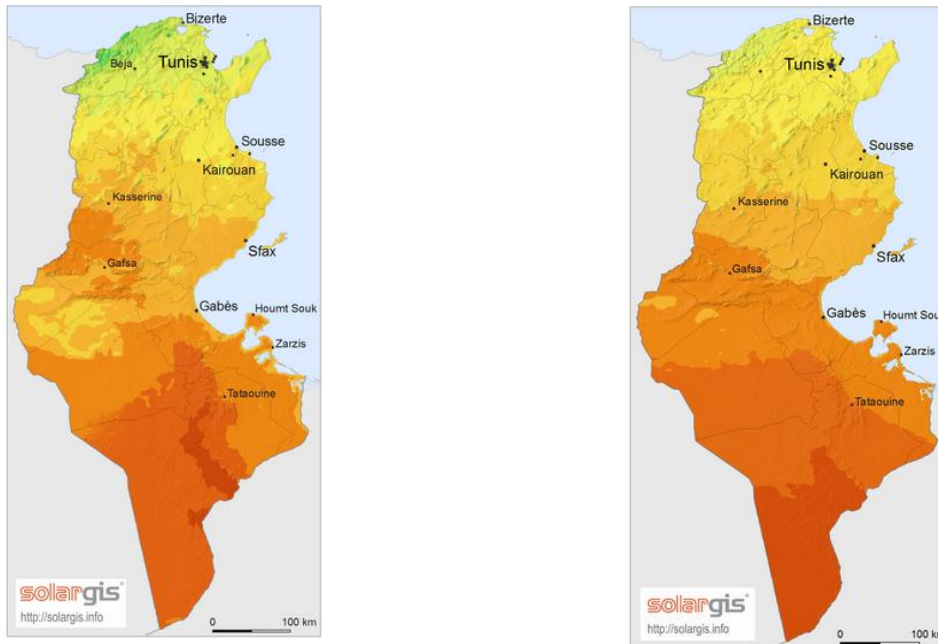 Bizerte
Beja
Tunis
Sousse
Kairouan
Kasserine
Sfax
Gafsa
Gabès
Houmt Souk
Zarzis
Tataouine
solargis®
http://solargis.info
0 100 km
Bizerte
Tunis
Sousse
Kairouan
Kasserine
Sfax
Gafsa
Gabès
Houmt Sou
Zarzis
Tataouine
solargis®
http://solargis.info
0 100 km